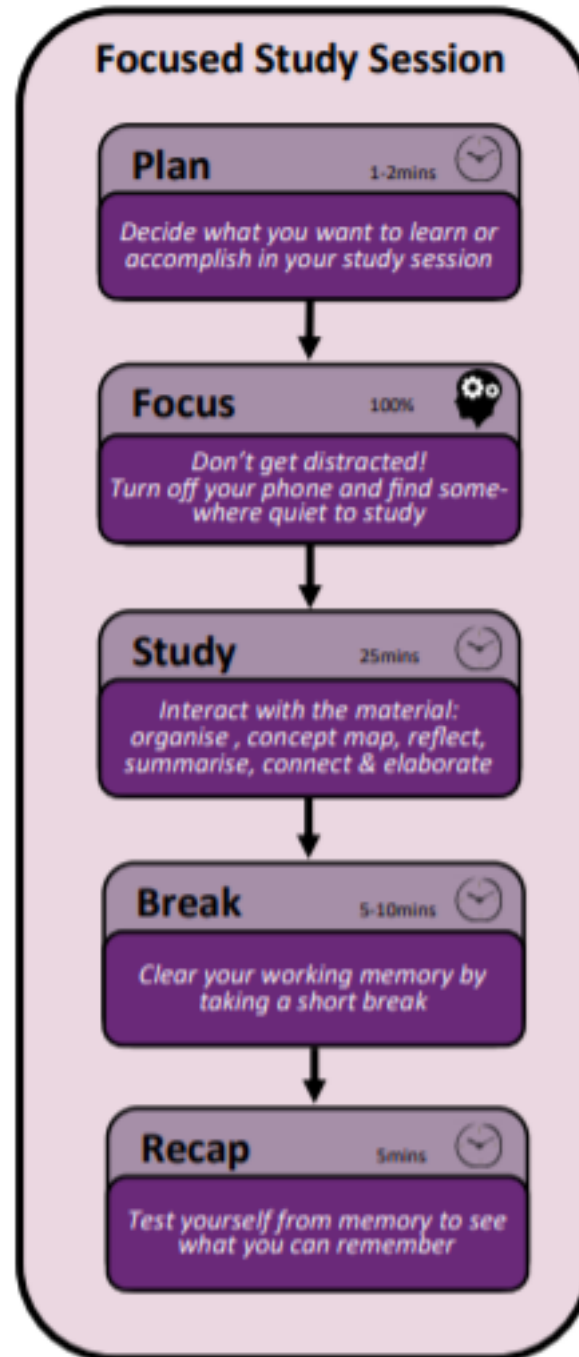 Focused Study Session
Plan 1-2mins
Decide what you want to learn or
accomplish in your study session
Focus 100%
Don't get distracted!
Turn off your phone and find some-
where quiet to study
Study 25mins
Interact with the material:
organise , concept map, reflect,
summarise, connect & elaborate
Break 5-10mins
Clear your working memory by
taking a short break
Recap 5mins
Test yourself from memory to see
what you can remember